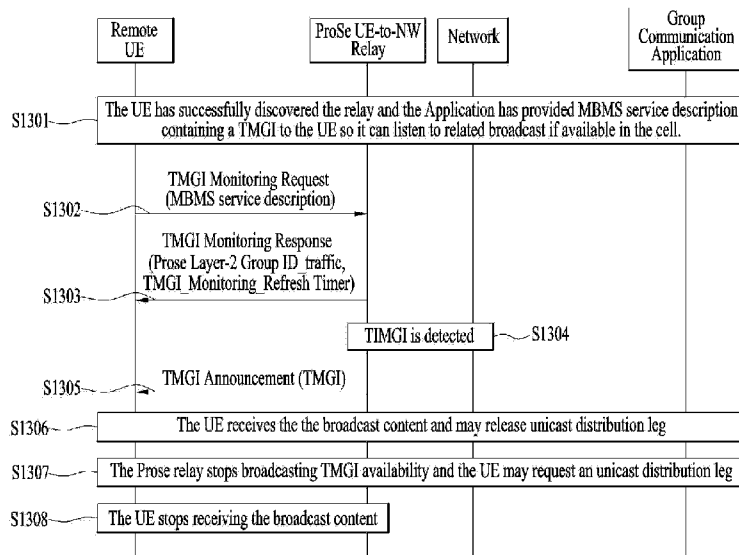 Remote
UE
ProSe UE-to-NW
Relay
Network
Group
Communication
Application
S1301
The UE has successfully discovered the relay and the Application has provided MBMS service description
containing a TMGI to the UE so it can listen to related broadcast if available in the cell.
TMGI Monitoring Request
(MBMS service description)
S1302
TMGI Monitoring Response
(Prose Layer-2 Group ID_traffic,
TMGI_Monitoring_Refresh Timer)
S1303
TIMGI is detected
S1304
TMGI Announcement (TMGI)
S1305
S1306
The UE receives the the broadcast content and may release unicast distribution leg
S1307
The Prose relay stops broadcasting TMGI availability and the UE may request an unicast distribution leg
S1308
The UE stops receiving the broadcast content